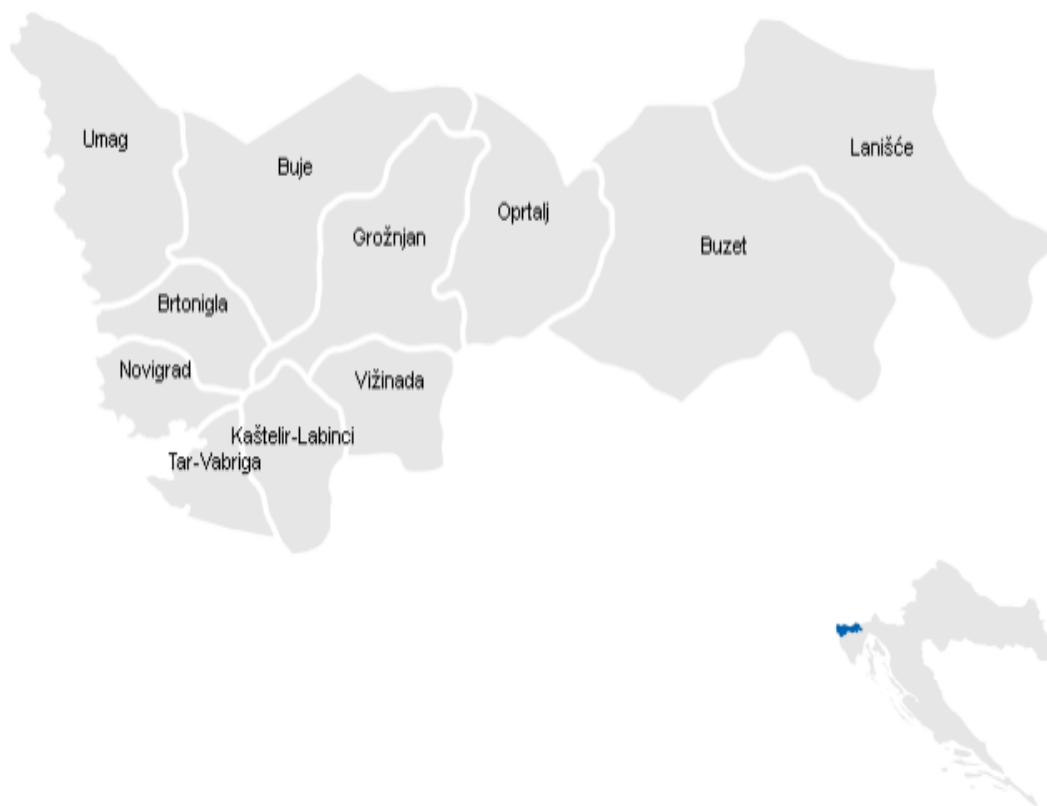 Umag
Lanišće
Buje
Oprtalj
Grožnjan
Buzet
Brtonigla
Novigrad
Vižinada
Kaštelir-Labinci
Tar-Vabriga